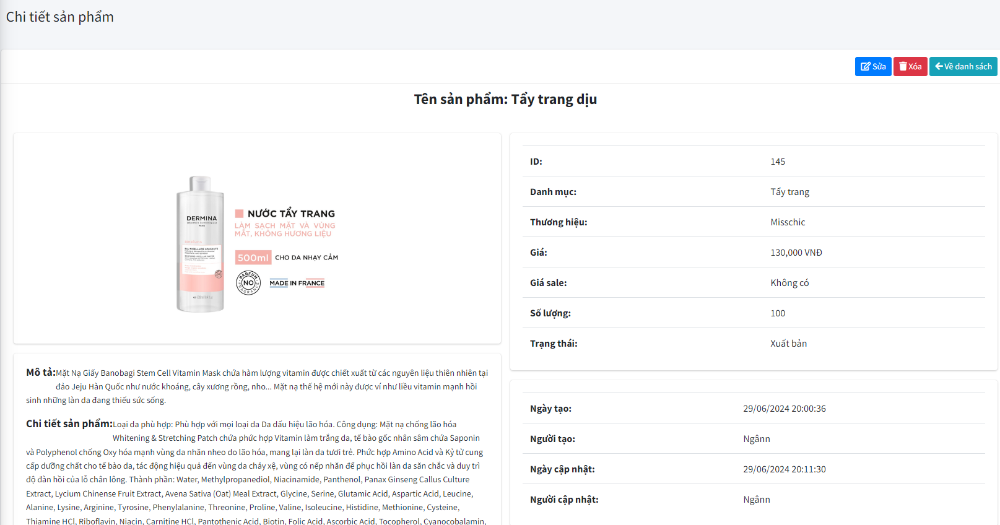 Chi tiết sản phẩm
Sửa
Xóa
Về danh sách
Tên sản phẩm: Tẩy trang dịu
DERMINA
PARIS
NƯỚC TẨY TRANG
LÀM SẠCH MẶT VÀ VÙNG
MẮT, KHÔNG HƯƠNG LIỆU
500ml CHO DA NHẠY CẢM
PARFUM
NO
FRAGRANCE
MADE IN FRANCE
Mô tả:Mặt Nạ Giấy Banobagi Stem Cell Vitamin Mask chứa hàm lượng vitamin được chiết xuất từ các nguyên liệu thiên nhiên tại
đảo Jeju Hàn Quốc như nước khoáng, cây xương rồng, nho... Mặt nạ thế hệ mới này được ví như liều vitamin mạnh hồi
sinh những làn da đang thiếu sức sống.
Chi tiết sản phẩm:Loại da phù hợp: Phù hợp với mọi loại da Da dấu hiệu lão hóa. Công dụng: Mặt nạ chống lão hóa
Whitening & Stretching Patch chứa phức hợp Vitamin làm trắng da, tế bào gốc nhân sâm chứa Saponin
và Polyphenol chống Oxy hóa mạnh vùng da nhăn nheo do lão hóa, mang lại làn da tươi trẻ. Phức hợp Amino Acid và Kỷ tử cung
cấp dưỡng chất cho tế bào da, tác động hiệu quả đến vùng da chảy xệ, vùng có nếp nhăn để phục hồi làn da săn chắc và duy trì
độ đàn hồi của lỗ chân lông. Thành phần: Water, Methylpropanediol, Niacinamide, Panthenol, Panax Ginseng Callus Culture
Extract, Lycium Chinense Fruit Extract, Avena Sativa (Oat) Meal Extract, Glycine, Serine, Glutamic Acid, Aspartic Acid, Leucine,
Alanine, Lysine, Arginine, Tyrosine, Phenylalanine, Threonine, Proline, Valine, Isoleucine, Histidine, Methionine, Cysteine,
Thiamine HCl, Riboflavin, Niacin, Carnitine HCl, Pantothenic Acid, Biotin, Folic Acid, Ascorbic Acid, Tocopherol, Cyanocobalamin,
ID: 145
Danh mục: Tẩy trang
Thương hiệu: Misschic
Giá: 130,000 VNĐ
Giá sale: Không có
Số lượng: 100
Trạng thái: Xuất bản
Ngày tạo: 29/06/2024 20:00:36
Người tạo: Ngânn
Ngày cập nhật: 29/06/2024 20:11:30
Người cập nhật: Ngânn